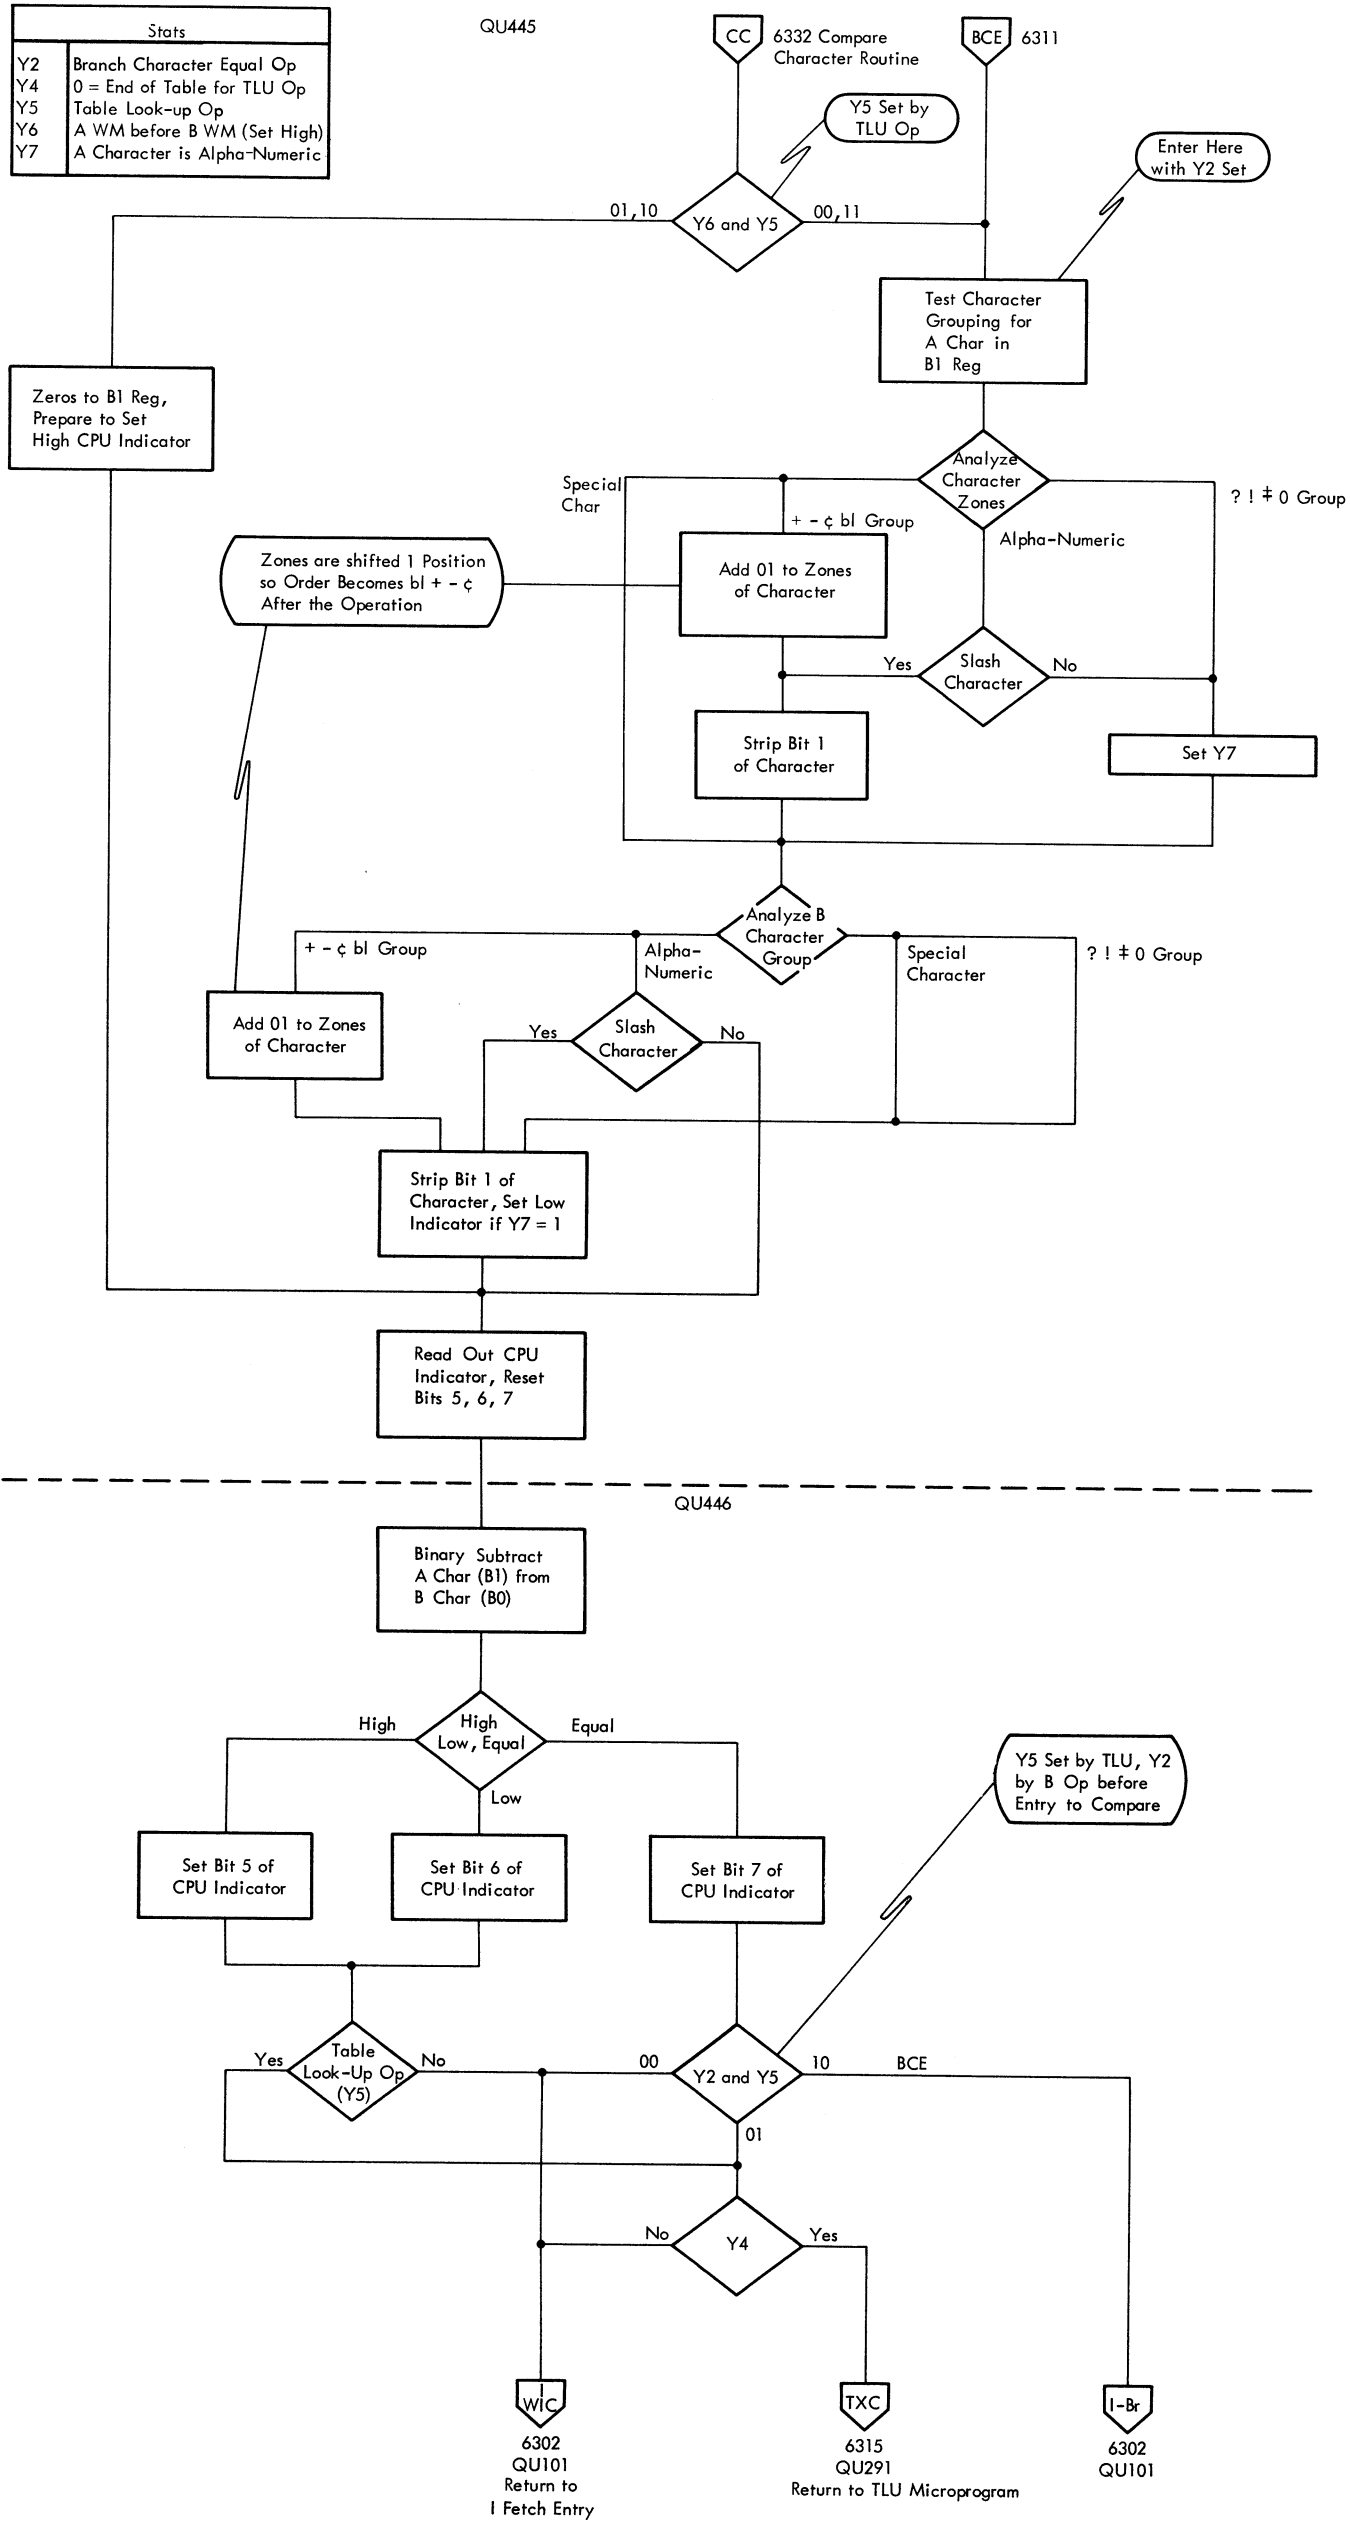 Stats
Y2 Branch Character Equal Op
Y4 0 = End of Table for TLU Op
Y5 Table Look-up Op
Y6 A WM before B WM (Set High)
Y7 A Character is Alpha-Numeric
QU445
CC
6332 Compare
Character Routine
BCE
6311
Y5 Set by
TLU Op
Enter Here
with Y2 Set
01,10
Y6 and Y5
00,11
Test Character
Grouping for
A Char in
B1 Reg
Zeros to B1 Reg,
Prepare to Set
High CPU Indicator
Analyze
Character
Zones
Special
Char
+ - ¢ bl Group
? ! ‡ 0 Group
Alpha-Numeric
Zones are shifted 1 Position
so Order Becomes bl + - ¢
After the Operation
Add 01 to Zones
of Character
Yes
Slash
Character
No
Strip Bit 1
of Character
Set Y7
Analyze B
Character
Group
+ - ¢ bl Group
Alpha-
Numeric
Special
Character
? ! ‡ 0 Group
Add 01 to Zones
of Character
Yes
Slash
Character
No
Strip Bit 1 of
Character, Set Low
Indicator if Y7 = 1
Read Out CPU
Indicator, Reset
Bits 5, 6, 7
QU446
Binary Subtract
A Char (B1) from
B Char (B0)
High
High
Low, Equal
Equal
Low
Y5 Set by TLU, Y2
by B Op before
Entry to Compare
Set Bit 5 of
CPU Indicator
Set Bit 6 of
CPU Indicator
Set Bit 7 of
CPU Indicator
Yes
Table
Look-Up Op
(Y5)
No
00
Y2 and Y5
10
BCE
01
No
Y4
Yes
WIC
6302
QU101
Return to
I Fetch Entry
TXC
6315
QU291
Return to TLU Microprogram
I-Br
6302
QU101